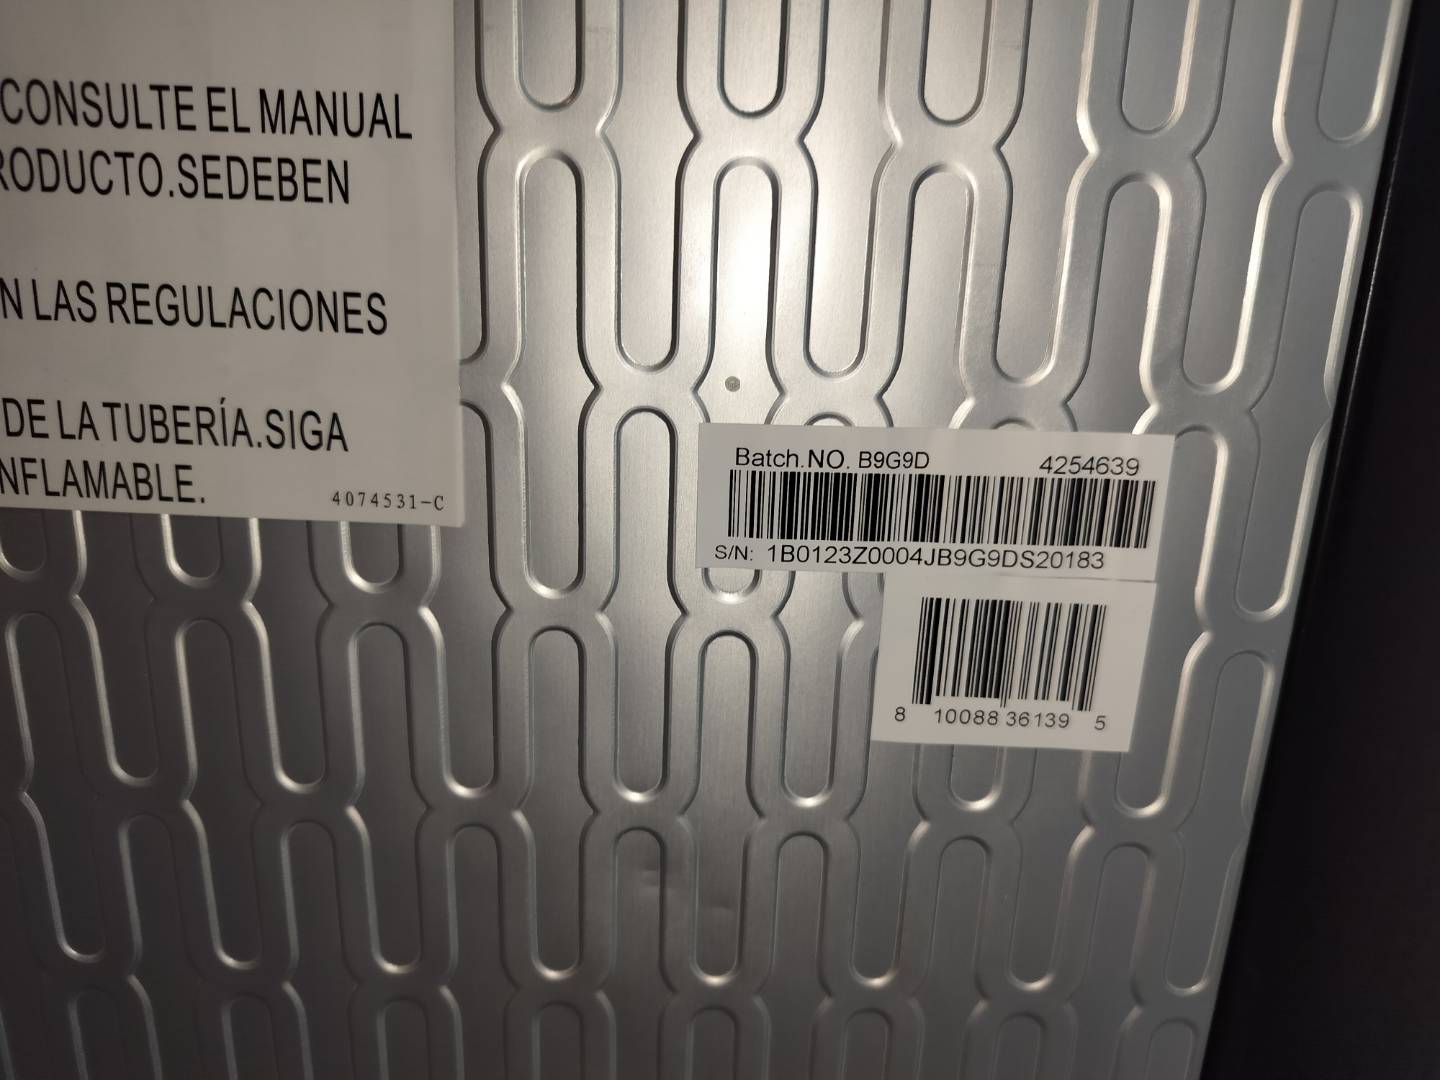 CONSULTE EL MANUAL
RODUCTO.SEDEBEN
N LAS REGULACIONES
DE LA TUBERÍA.SIGA
NFLAMABLE.
4074531-C
Batch.NO. B9G9D 4254639
S/N: 1B0123Z0004JB9G9DS20183
8 10088 36139 5